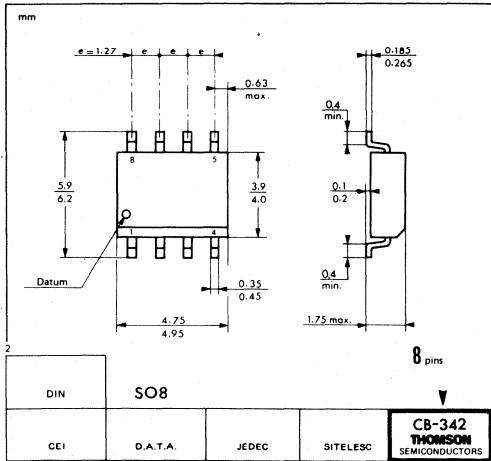 mm
e = 1.27 e e e
0.63
max.
0.185
0.265
0,4
min.
8 5
5.9
6.2
3.9
4.0
0.1
0.2
1 4
Datum
0.35
0.45
0,4
min.
4.75
4.95
1.75 max.
2
8 pins
DIN
SO8
CEI
D.A.T.A.
JEDEC
SITELESC
CB-342
THOMSON
SEMICONDUCTORS